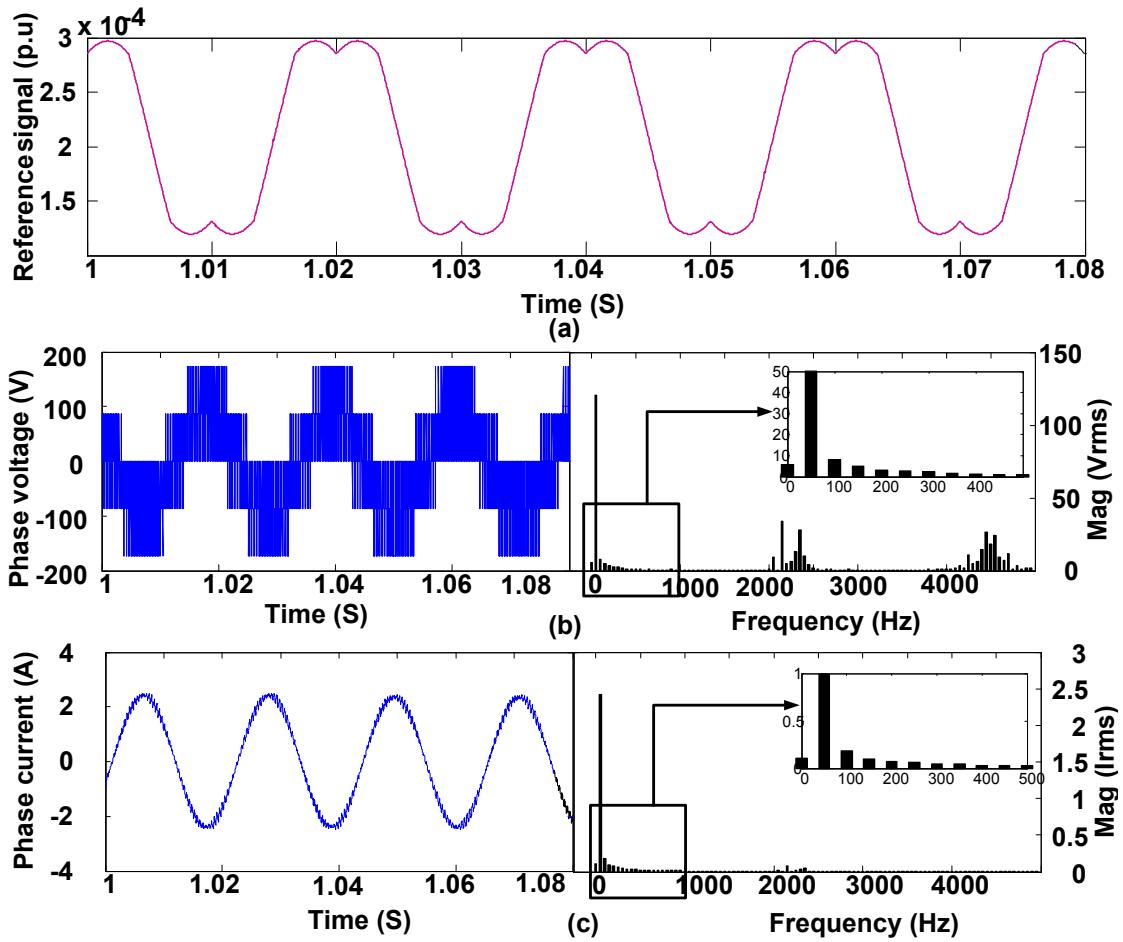 x 10-4
3
2.5
2
1.5
Referencesignal (p.u)
1 1.01 1.02 1.03 1.04 1.05 1.06 1.07 1.08
Time (S)
(a)
200
100
0
-100
-200
Phase voltage (V)
1 1.02 1.04 1.06 1.08
Time (S)
150
100
50
0
Mag (Vrms)
0 1000 2000 3000 4000
Frequency (Hz)
50
40
30
20
10
0
0 100 200 300 400
(b)
4
2
0
-2
-4
Phase current (A)
1 1.02 1.04 1.06 1.08
Time (S)
3
2.5
2
1.5
1
0.5
0
Mag (Irms)
0 1000 2000 3000 4000
Frequency (Hz)
1
0.5
0
0 100 200 300 400 500
(c)